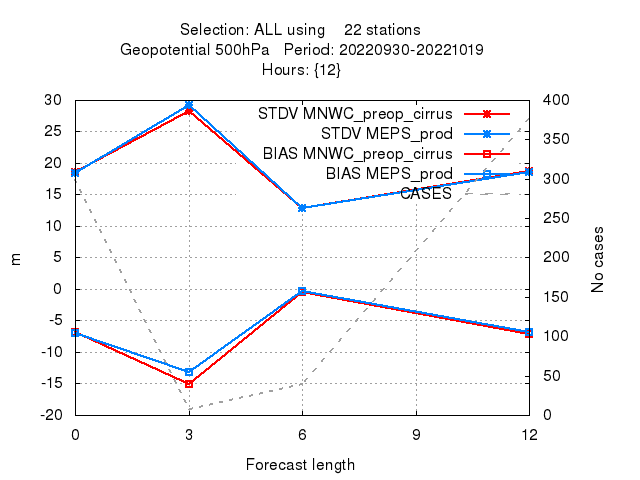 Selection: ALL using    22 stations
Geopotential 500hPa   Period: 20220930-20221019
Hours: {12}
30 400
STDV MNWC_preop_cirrus
25 350
STDV MEPS_prod
20 300
BIAS MNWC_preop_cirrus
BIAS MEPS_prod
15 250
CASES
10 200
5 150
0 100
-5 50
-10 0
-15
-20
m
No cases
0 3 6 9 12
Forecast length